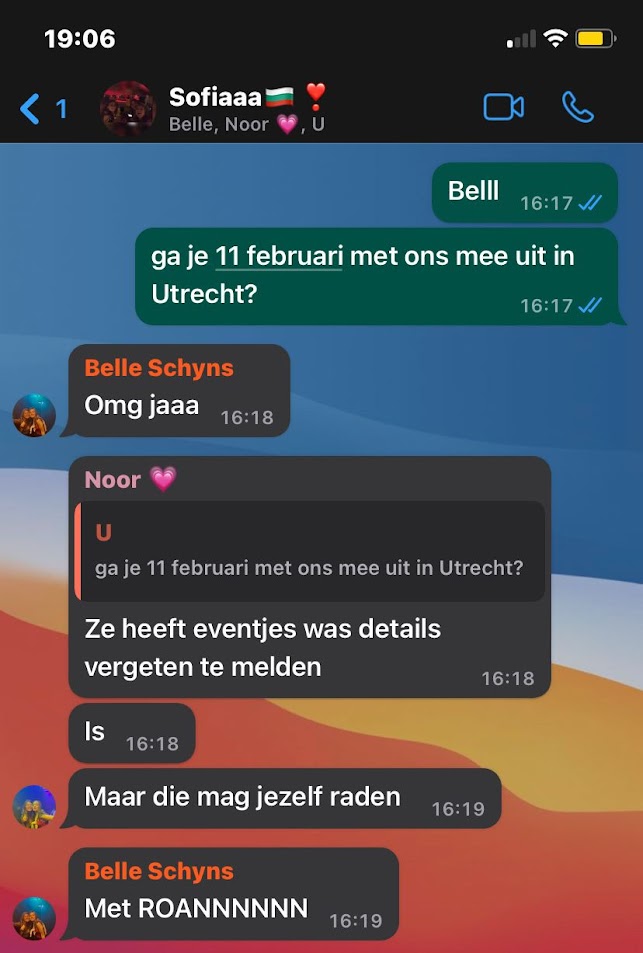 19:06
1
Sofiaaa🇧🇬❣️
Belle, Noor 💗, U
Belll
16:17
ga je 11 februari met ons mee uit in
Utrecht?
16:17
Belle Schyns
Omg jaaa
16:18
Noor 💗
U
ga je 11 februari met ons mee uit in Utrecht?
Ze heeft eventjes was details
vergeten te melden
16:18
Is
16:18
Maar die mag jezelf raden
16:19
Belle Schyns
Met ROANNNNNN
16:19